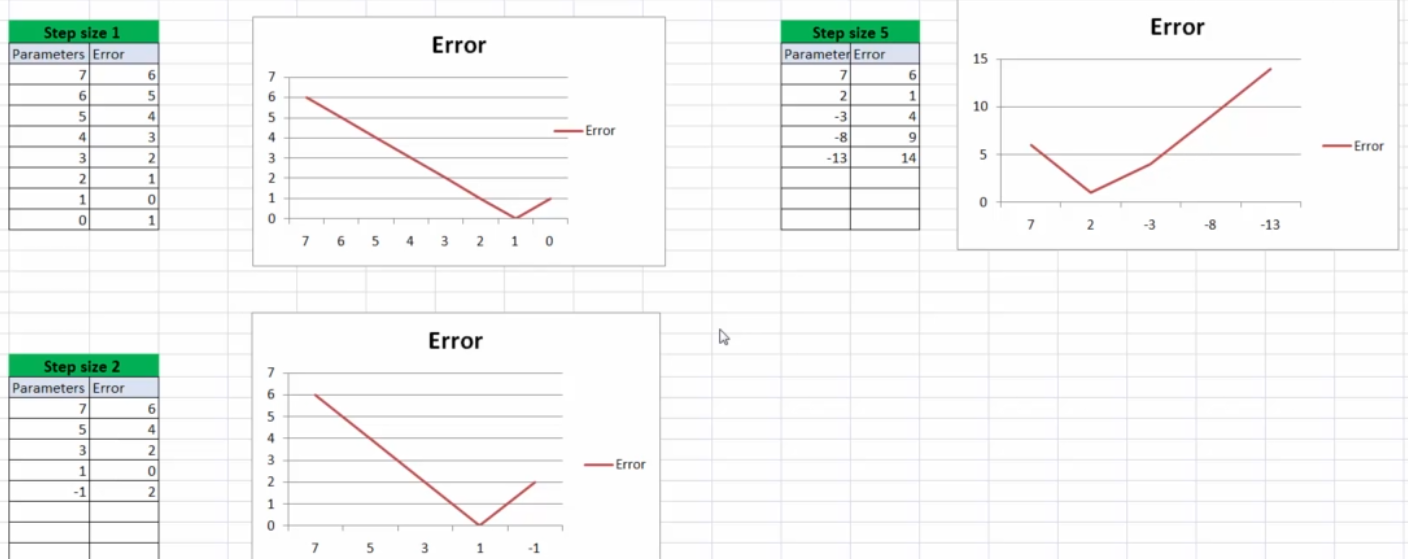 Step size 1
Parameters Error
7 6
6 5
5 4
4 3
3 2
2 1
1 0
0 1
Error
7
6
5
4
3
2
1
0
7 6 5 4 3 2 1 0
Error
Step size 5
Parameter Error
7 6
2 1
-3 4
-8 9
-13 14
Error
15
10
5
0
7 2 -3 -8 -13
Error
Step size 2
Parameters Error
7 6
5 4
3 2
1 0
-1 2
Error
7
6
5
4
3
2
1
0
7 5 3 1 -1
Error